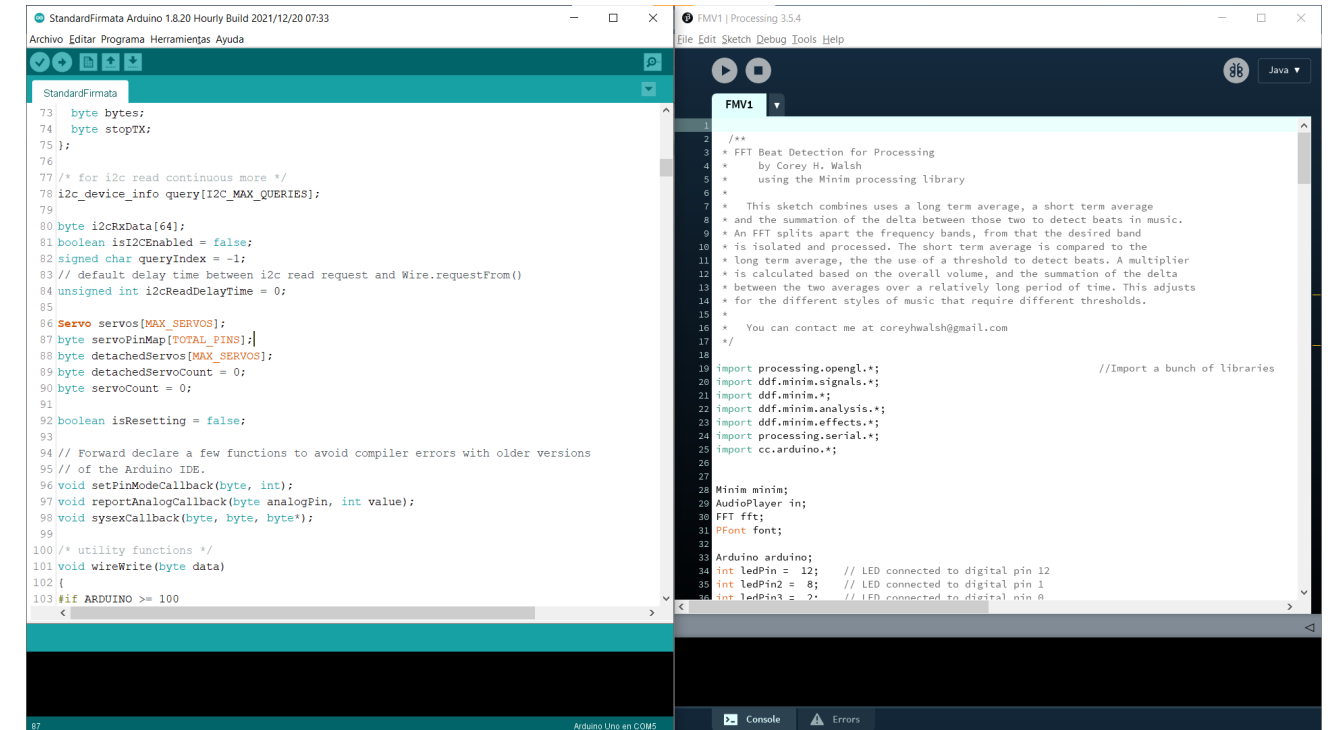 StandardFirmata Arduino 1.8.20 Hourly Build 2021/12/20 07:33
Archivo Editar Programa Herramientas Ayuda
StandardFirmata
73 byte bytes;
74 byte stopTX;
75 };
76
77 /* for i2c read continuous more */
78 i2c_device_info query[I2C_MAX_QUERIES];
79
80 byte i2cRxData[64];
81 boolean isI2CEnabled = false;
82 signed char queryIndex = -1;
83 // default delay time between i2c read request and Wire.requestFrom()
84 unsigned int i2cReadDelayTime = 0;
85
86 Servo servos[MAX_SERVOS];
87 byte servoPinMap[TOTAL_PINS];
88 byte detachedServos[MAX_SERVOS];
89 byte detachedServoCount = 0;
90 byte servoCount = 0;
91
92 boolean isResetting = false;
93
94 // Forward declare a few functions to avoid compiler errors with older versions
95 // of the Arduino IDE.
96 void setPinModeCallback(byte, int);
97 void reportAnalogCallback(byte analogPin, int value);
98 void sysexCallback(byte, byte, byte*);
99
100 /* utility functions */
101 void wireWrite(byte data)
102 {
103 #if ARDUINO >= 100
87
Arduino Uno en COM5
FMV1 | Processing 3.5.4
File Edit Sketch Debug Tools Help
Java ▼
FMV1 ▼
1
2 /**
3 * FFT Beat Detection for Processing
4 * by Corey H. Walsh
5 * using the Minim processing library
6 *
7 * This sketch combines uses a long term average, a short term average
8 * and the summation of the delta between those two to detect beats in music.
9 * An FFT splits apart the frequency bands, from that the desired band
10 * is isolated and processed. The short term average is compared to the
11 * long term average, the the use of a threshold to detect beats. A multiplier
12 * is calculated based on the overall volume, and the summation of the delta
13 * between the two averages over a relatively long period of time. This adjusts
14 * for the different styles of music that require different thresholds.
15 *
16 * You can contact me at coreyhwalsh@gmail.com
17 */
18
19 import processing.opengl.*; //Import a bunch of libraries
20 import ddf.minim.signals.*;
21 import ddf.minim.*;
22 import ddf.minim.analysis.*;
23 import ddf.minim.effects.*;
24 import processing.serial.*;
25 import cc.arduino.*;
26
27
28 Minim minim;
29 AudioPlayer in;
30 FFT fft;
31 PFont font;
32
33 Arduino arduino;
34 int ledPin = 12; // LED connected to digital pin 12
35 int ledPin2 = 8; // LED connected to digital pin 1
36 int ledPin3 = 2; // LED connected to digital pin 0
Console
Errors